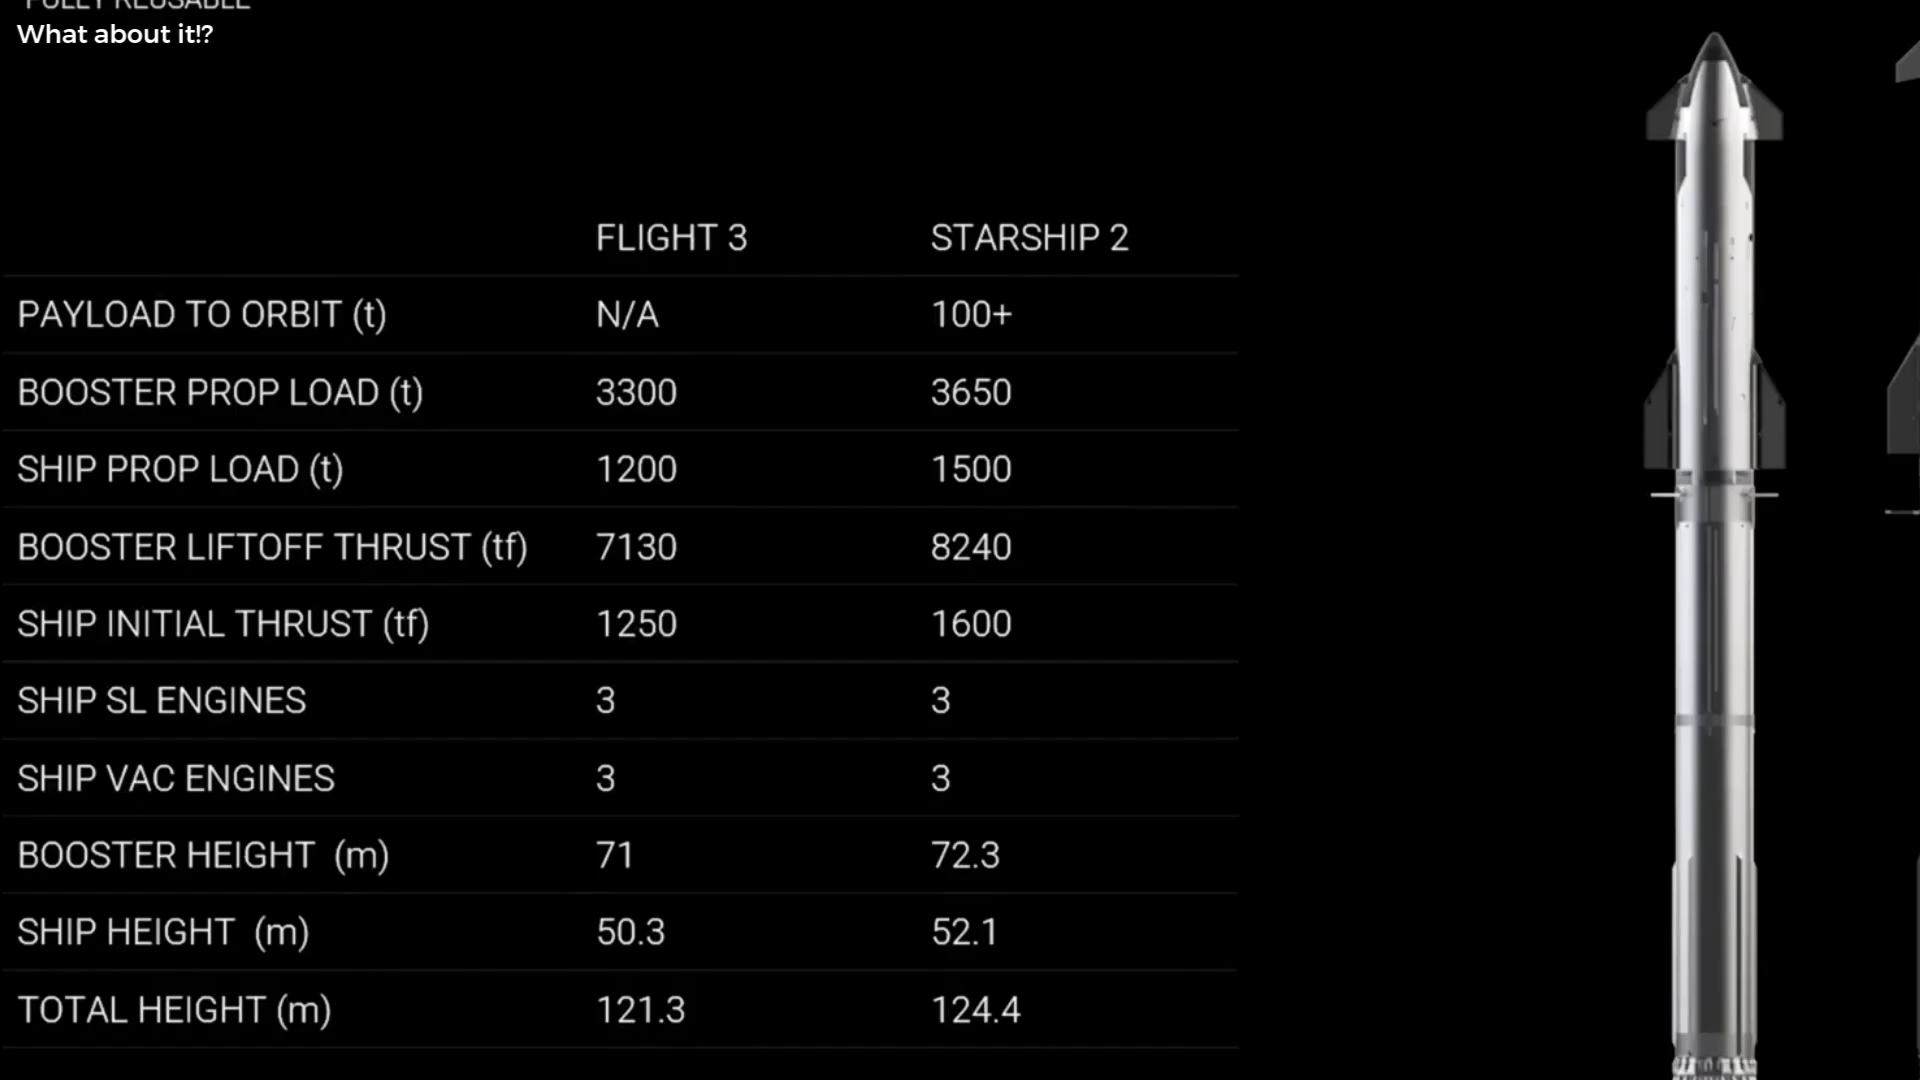 FULLY REUSABLE
What about it!?
FLIGHT 3 STARSHIP 2
PAYLOAD TO ORBIT (t) N/A 100+
BOOSTER PROP LOAD (t) 3300 3650
SHIP PROP LOAD (t) 1200 1500
BOOSTER LIFTOFF THRUST (tf) 7130 8240
SHIP INITIAL THRUST (tf) 1250 1600
SHIP SL ENGINES 3 3
SHIP VAC ENGINES 3 3
BOOSTER HEIGHT (m) 71 72.3
SHIP HEIGHT (m) 50.3 52.1
TOTAL HEIGHT (m) 121.3 124.4